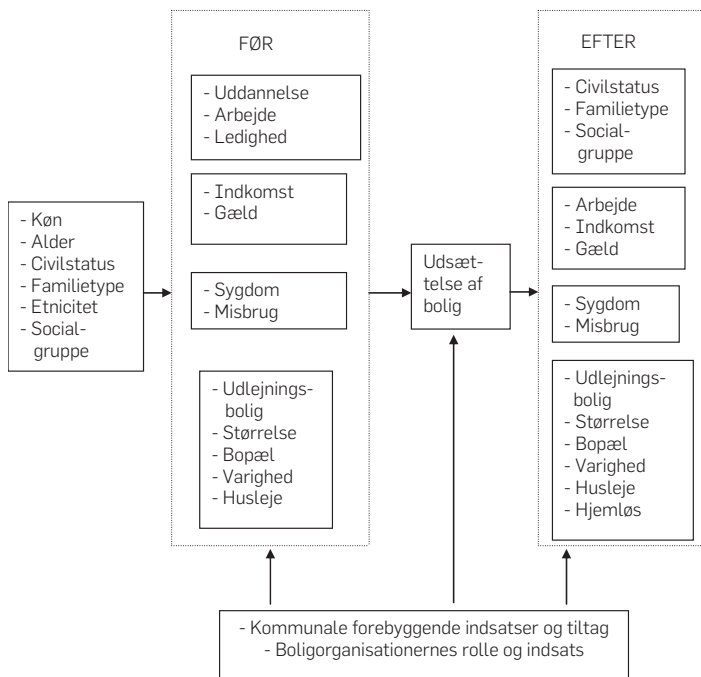 - Køn
- Alder
- Civilstatus
- Familietype
- Etnicitet
- Social-
gruppe
FØR
- Uddannelse
- Arbejde
- Ledighed
- Indkomst
- Gæld
- Sygdom
- Misbrug
- Udlejnings-
bolig
- Størrelse
- Bopæl
- Varighed
- Husleje
Udsæt-
telse af
bolig
EFTER
- Civilstatus
- Familietype
- Social-
gruppe
- Arbejde
- Indkomst
- Gæld
- Sygdom
- Misbrug
- Udlejnings-
bolig
- Størrelse
- Bopæl
- Varighed
- Husleje
- Hjemløs
- Kommunale forebyggende indsatser og tiltag
- Boligorganisationernes rolle og indsats